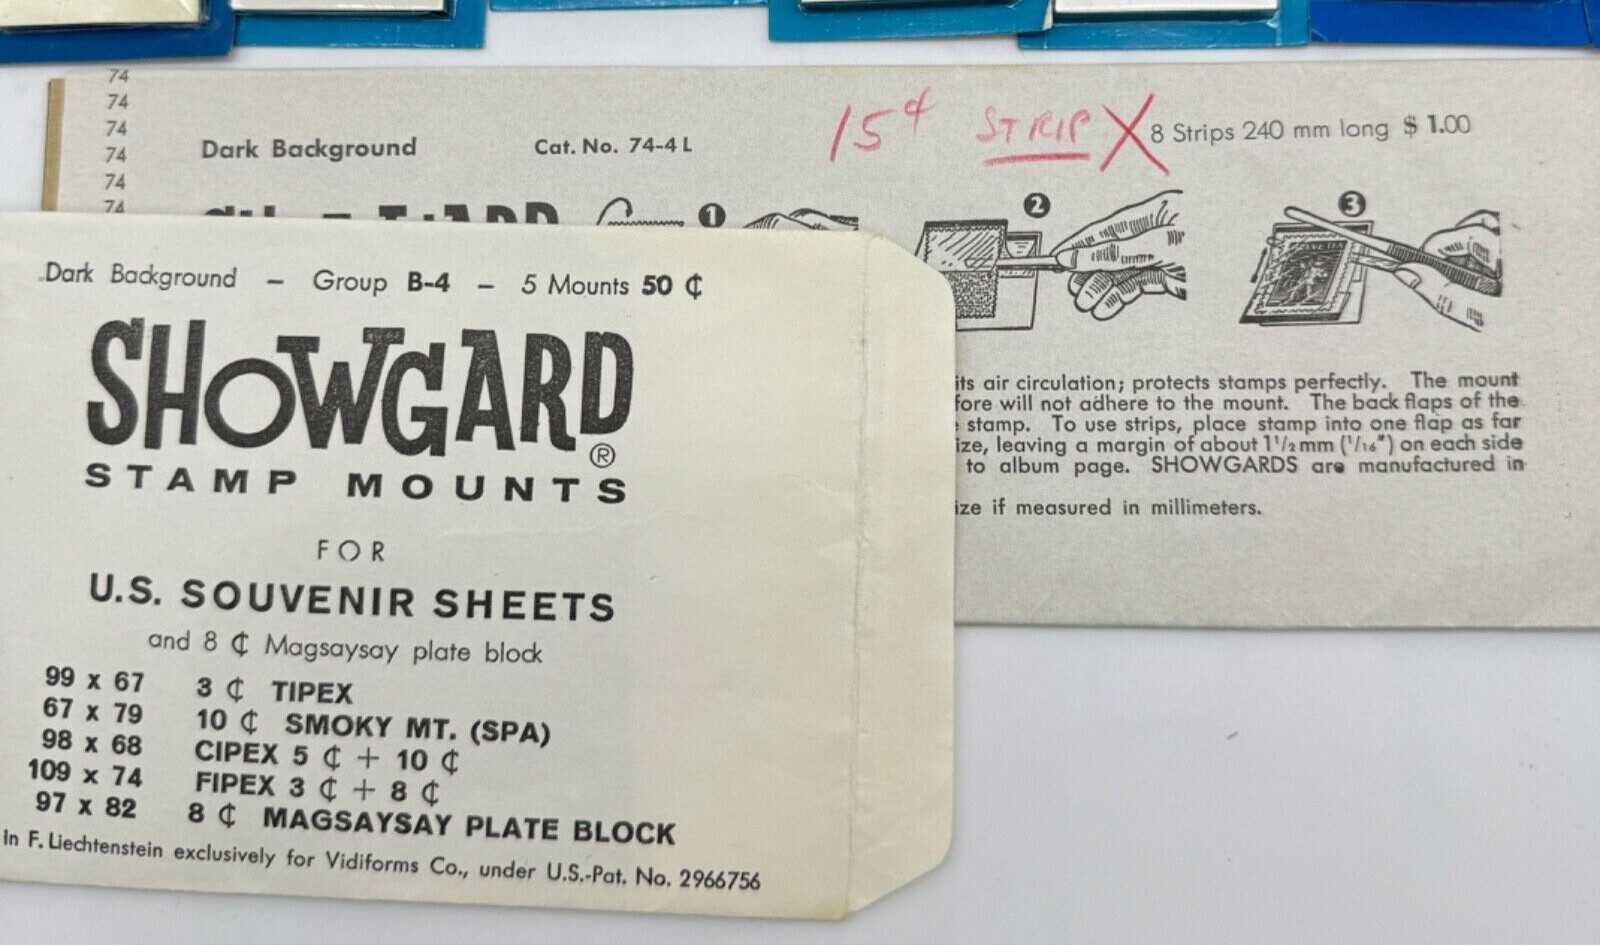 74
74
74
74
74
74
Dark Background Cat. No. 74-4 L
15¢ STRIP X
8 Strips 240 mm long $ 1.00
1
2
3
its air circulation; protects stamps perfectly. The mount
fore will not adhere to the mount. The back flaps of the
stamp. To use strips, place stamp into one flap as far
ize, leaving a margin of about 1 1/2 mm (1/16") on each side
to album page. SHOWGARDS are manufactured in
ize if measured in millimeters.
Dark Background – Group B-4 – 5 Mounts 50 ¢
SHOWGARD ®
STAMP MOUNTS
FOR
U.S. SOUVENIR SHEETS
and 8 ¢ Magsaysay plate block
99 x 67 3 ¢ TIPEX
67 x 79 10 ¢ SMOKY MT. (SPA)
98 x 68 CIPEX 5 ¢ + 10 ¢
109 x 74 FIPEX 3 ¢ + 8 ¢
97 x 82 8 ¢ MAGSAYSAY PLATE BLOCK
in F. Liechtenstein exclusively for Vidiforms Co., under U.S.-Pat. No. 2966756